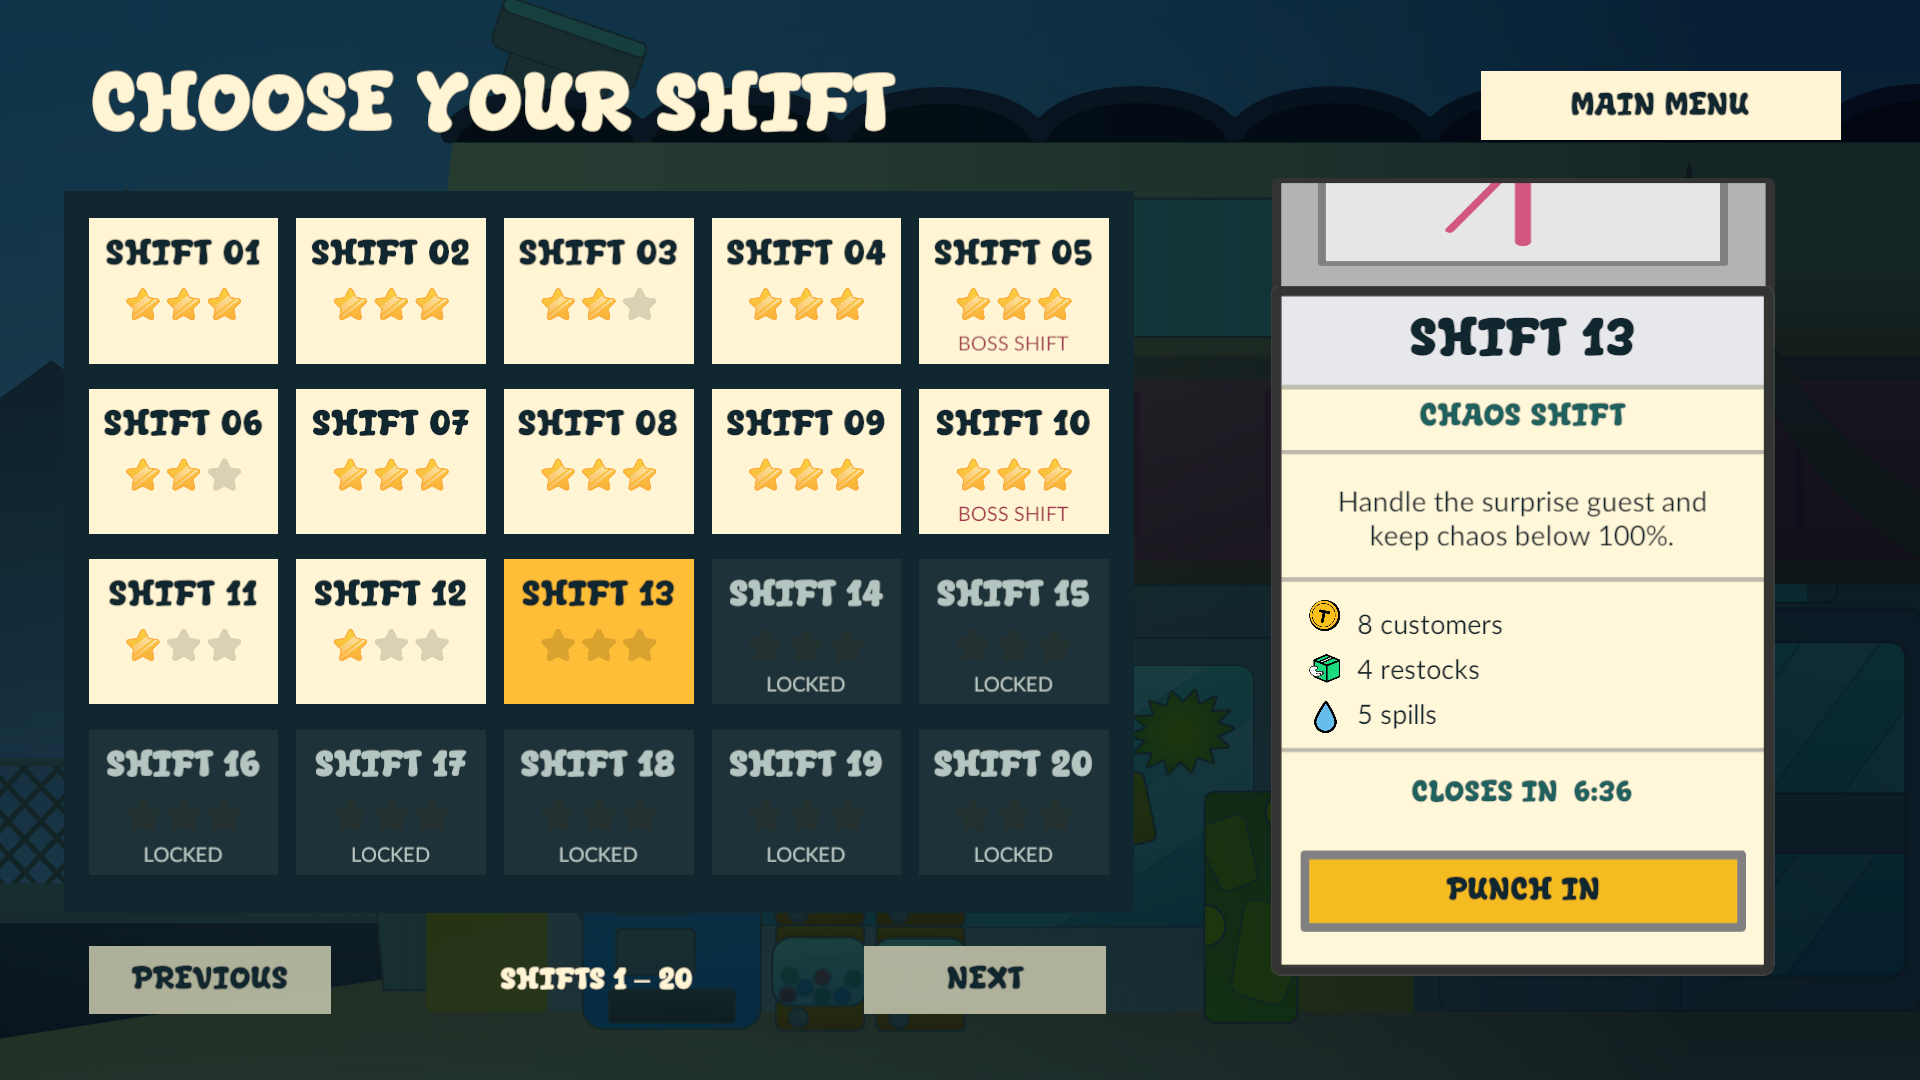 CHOOSE YOUR SHIFT
MAIN MENU
SHIFT 01
SHIFT 02
SHIFT 03
SHIFT 04
SHIFT 05
BOSS SHIFT
SHIFT 06
SHIFT 07
SHIFT 08
SHIFT 09
SHIFT 10
BOSS SHIFT
SHIFT 11
SHIFT 12
SHIFT 13
SHIFT 14
LOCKED
SHIFT 15
LOCKED
SHIFT 16
LOCKED
SHIFT 17
LOCKED
SHIFT 18
LOCKED
SHIFT 19
LOCKED
SHIFT 20
LOCKED
PREVIOUS
SHIFTS 1 – 20
NEXT
SHIFT 13
CHAOS SHIFT
Handle the surprise guest and
keep chaos below 100%.
T
8 customers
4 restocks
5 spills
CLOSES IN 6:36
PUNCH IN